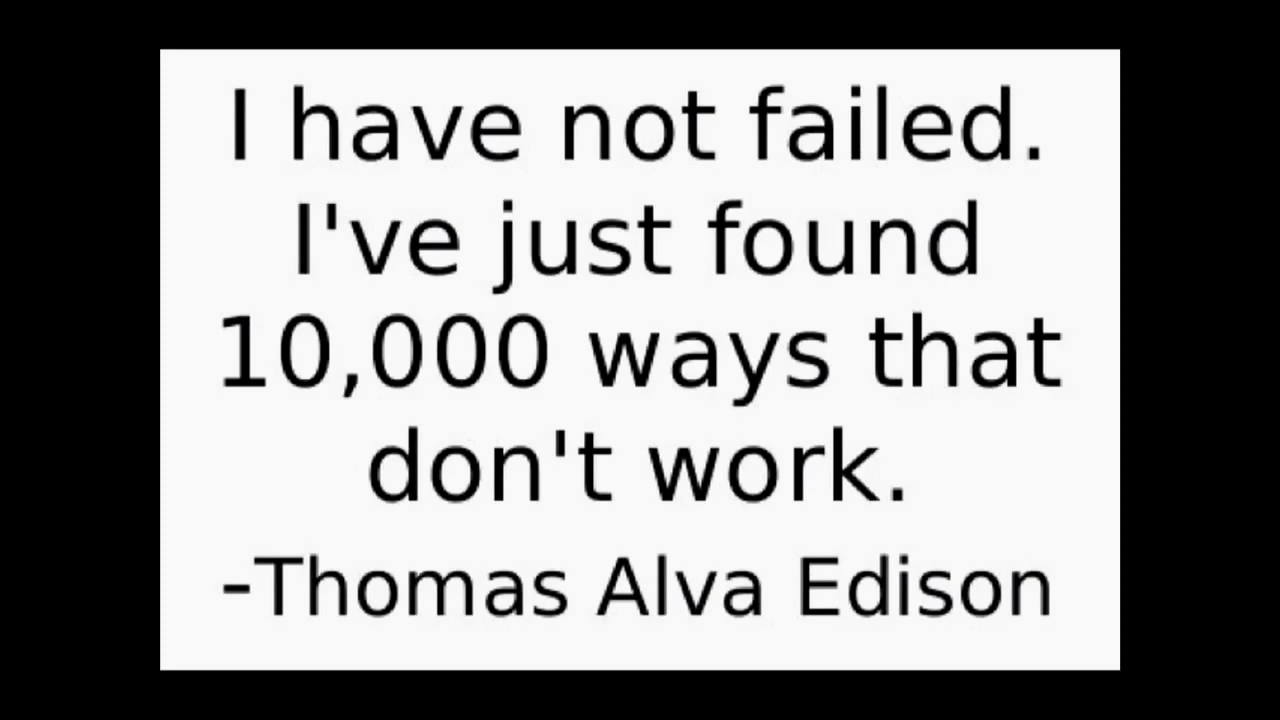 I have not failed.
I've just found
10,000 ways that
don't work.
-Thomas Alva Edison